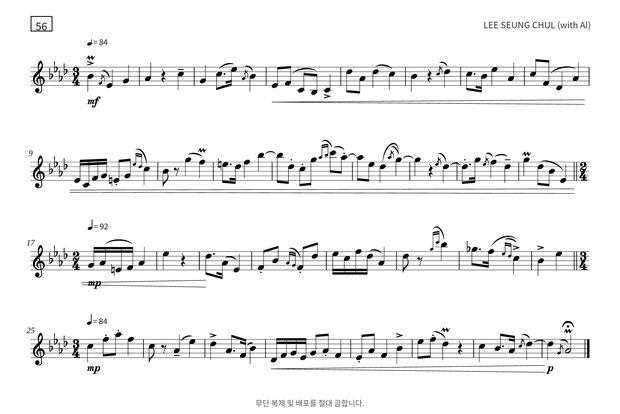 56
LEE SEUNG CHUL (with AI)
♩= 84
mf
9
17
♩= 92
mp
25
♩= 84
mp
p
무단 복제 및 배포를 절대 금합니다.